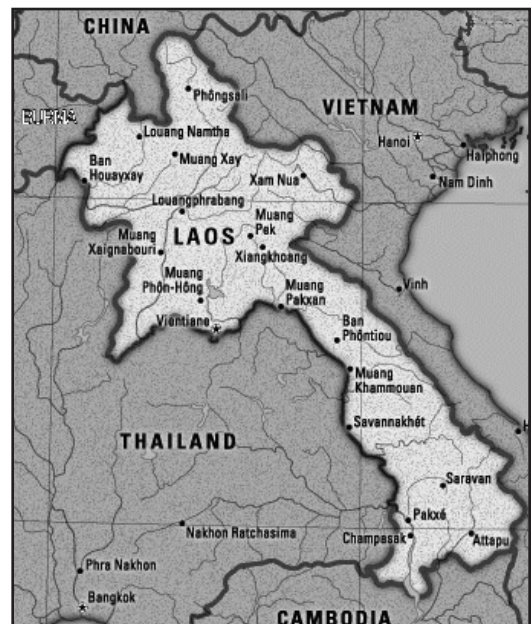 CHINA
Phôngsali
VIETNAM
BURMA
Louang Namtha
Hanoi
Haiphong
Muang Xay
Ban
Houayxay
Xam Nua
Nam Dinh
Louangphrabang
Muang
Pek
LAOS
Muang
Xaignabouri
Xiangkhoang
Muang
Phôn-Hông
Muang
Pakxan
Vinh
Vientiane
Ban
Phôntiou
Muang
Khammouan
Savannakhét
THAILAND
Saravan
Pakxé
Nakhon Ratchasima
Champasak
Attapu
Phra Nakhon
Bangkok
CAMBODIA